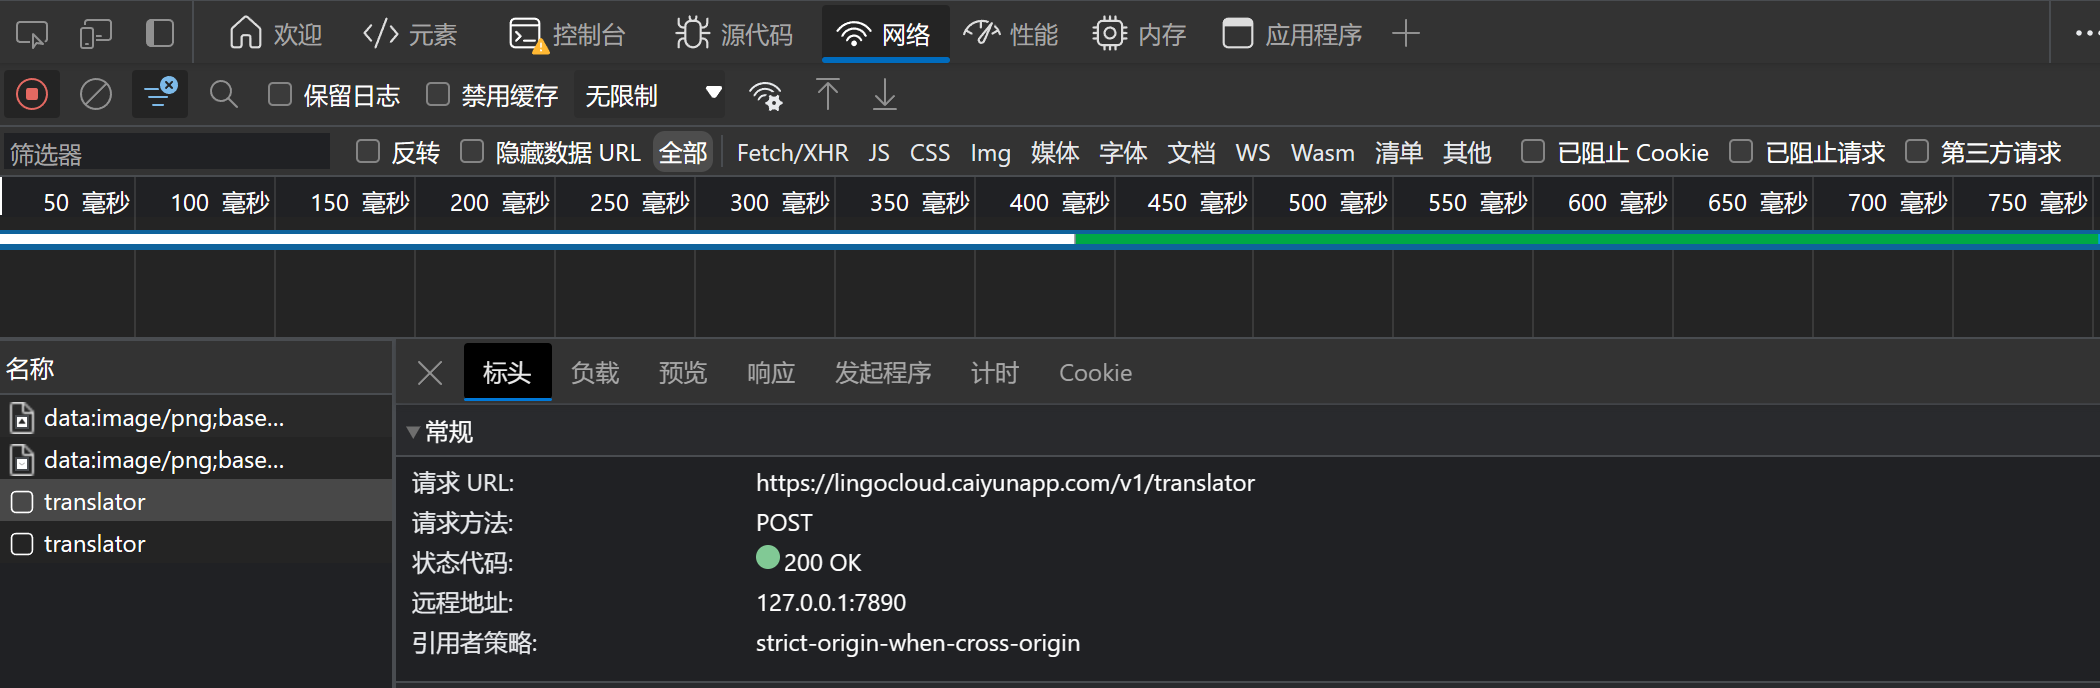 欢迎 元素 控制台 源代码 网络 性能 内存 应用程序
保留日志 禁用缓存 无限制
筛选器 反转 隐藏数据 URL 全部 Fetch/XHR JS CSS Img 媒体 字体 文档 WS Wasm 清单 其他 已阻止 Cookie 已阻止请求 第三方请求
50 毫秒 100 毫秒 150 毫秒 200 毫秒 250 毫秒 300 毫秒 350 毫秒 400 毫秒 450 毫秒 500 毫秒 550 毫秒 600 毫秒 650 毫秒 700 毫秒 750 毫秒
名称
data:image/png;base...
data:image/png;base...
translator
translator
标头 负载 预览 响应 发起程序 计时 Cookie
常规
请求 URL: https://lingocloud.caiyunapp.com/v1/translator
请求方法: POST
状态代码: 200 OK
远程地址: 127.0.0.1:7890
引用者策略: strict-origin-when-cross-origin